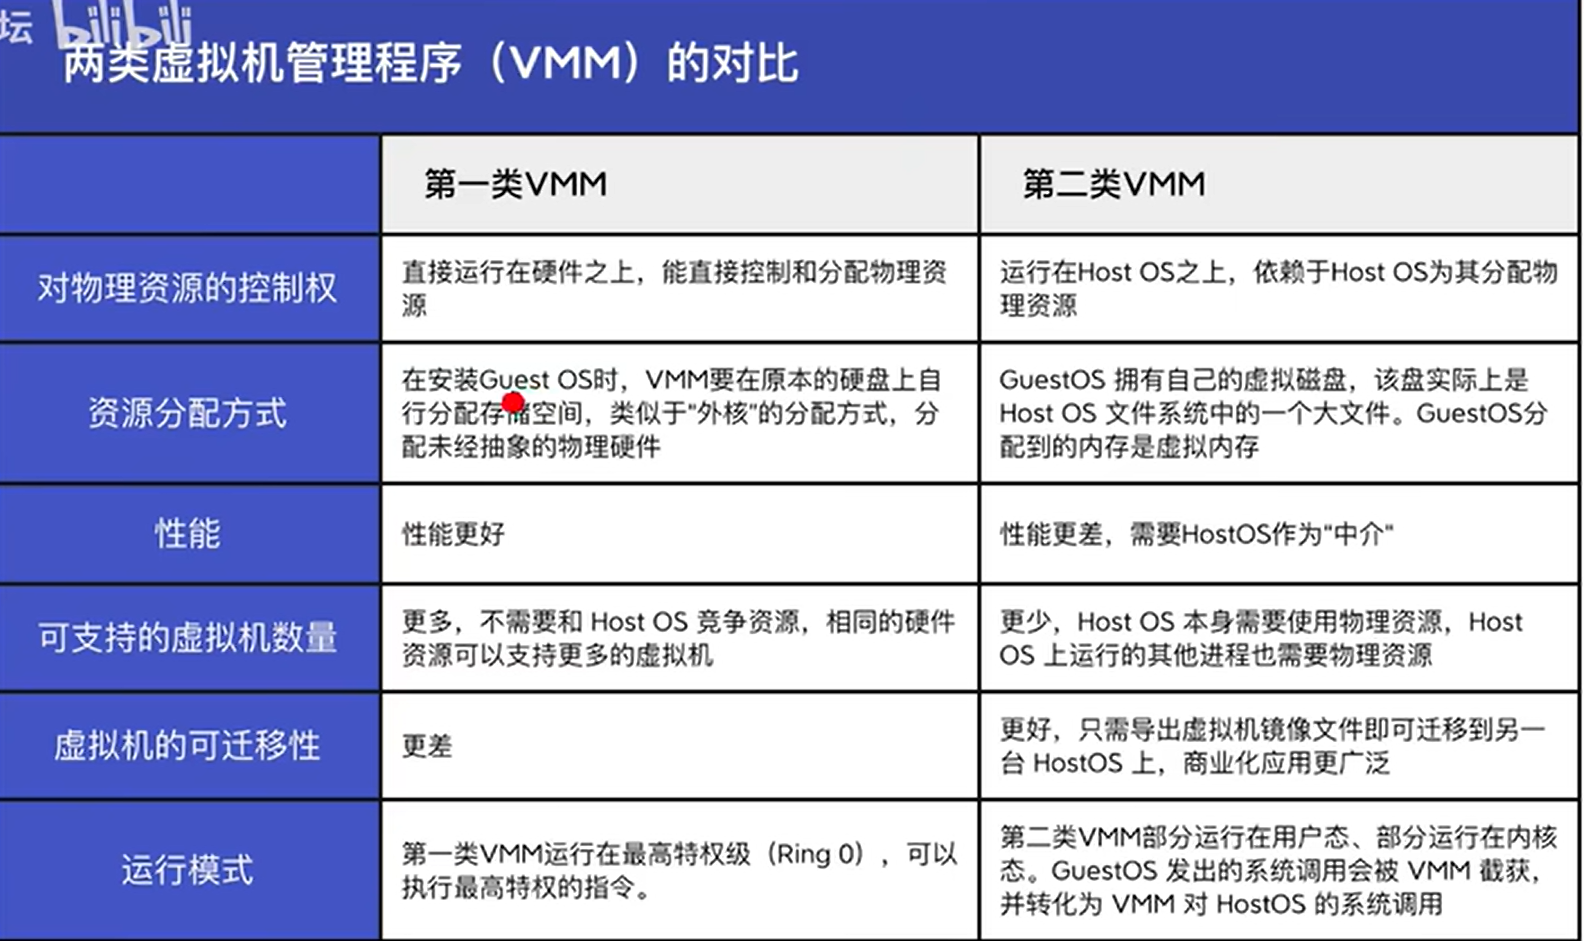 坛 bilibili
两类虚拟机管理程序（VMM）的对比
第一类VMM
第二类VMM
对物理资源的控制权
直接运行在硬件之上，能直接控制和分配物理资
源
运行在Host OS之上，依赖于Host OS为其分配物
理资源
资源分配方式
在安装Guest OS时，VMM要在原本的硬盘上自
行分配存储空间，类似于“外核”的分配方式，分
配未经抽象的物理硬件
GuestOS 拥有自己的虚拟磁盘，该盘实际上是
Host OS 文件系统中的一个大文件。GuestOS分
配到的内存是虚拟内存
性能
性能更好
性能更差，需要HostOS作为"中介"
可支持的虚拟机数量
更多，不需要和 Host OS 竞争资源，相同的硬件
资源可以支持更多的虚拟机
更少，Host OS 本身需要使用物理资源，Host
OS 上运行的其他进程也需要物理资源
虚拟机的可迁移性
更差
更好，只需导出虚拟机镜像文件即可迁移到另一
台 HostOS 上，商业化应用更广泛
运行模式
第一类VMM运行在最高特权级（Ring 0），可以
执行最高特权的指令。
第二类VMM部分运行在用户态、部分运行在内核
态。GuestOS 发出的系统调用会被 VMM 截获，
并转化为 VMM 对 HostOS 的系统调用